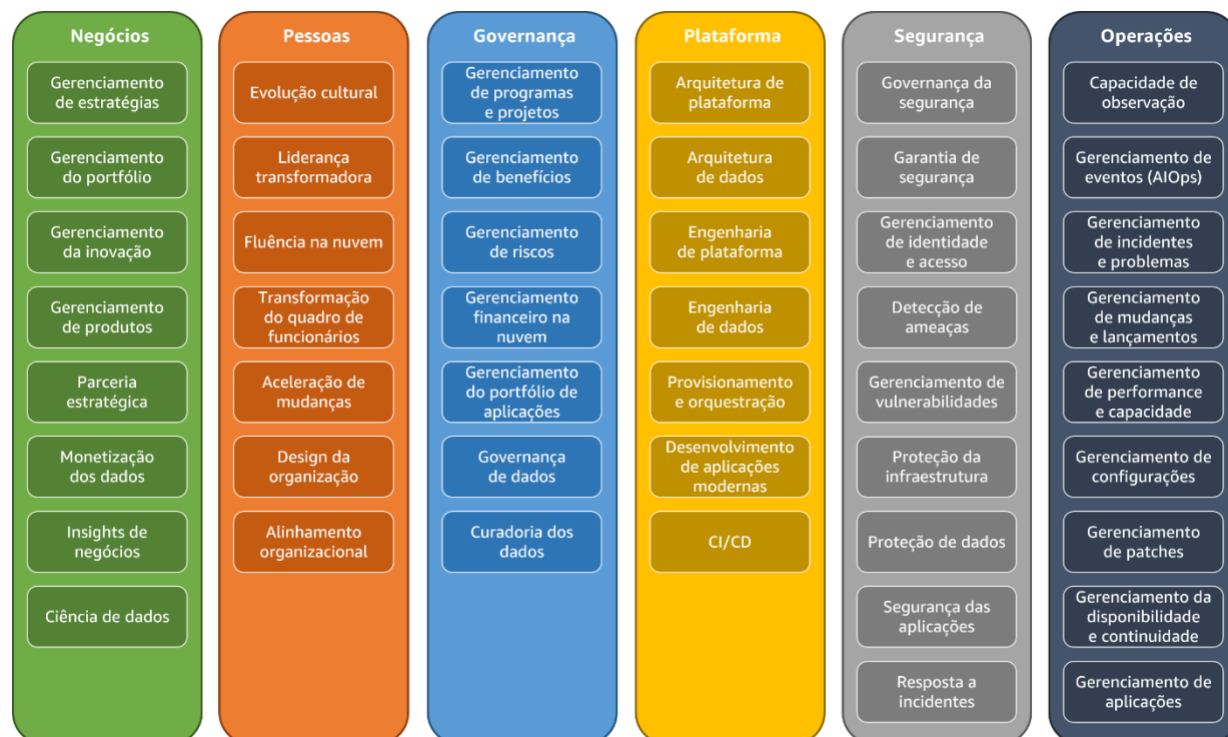 Negócios
Gerenciamento
de estratégias
Gerenciamento
do portfólio
Gerenciamento
da inovação
Gerenciamento
de produtos
Parceria
estratégica
Monetização
dos dados
Insights de
negócios
Ciência de dados
Pessoas
Evolução cultural
Liderança
transformadora
Fluência na nuvem
Transformação
do quadro de
funcionários
Aceleração de
mudanças
Design da
organização
Alinhamento
organizacional
Governança
Gerenciamento
de programas
e projetos
Gerenciamento
de benefícios
Gerenciamento
de riscos
Gerenciamento
financeiro na
nuvem
Gerenciamento
do portfólio de
aplicações
Governança
de dados
Curadoria dos
dados
Plataforma
Arquitetura de
plataforma
Arquitetura
de dados
Engenharia
de plataforma
Engenharia
de dados
Provisionamento
e orquestração
Desenvolvimento
de aplicações
modernas
CI/CD
Segurança
Governança da
segurança
Garantia de
segurança
Gerenciamento
de identidade
e acesso
Detecção de
ameaças
Gerenciamento de
vulnerabilidades
Proteção da
infraestrutura
Proteção de dados
Segurança das
aplicações
Resposta a
incidentes
Operações
Capacidade de
observação
Gerenciamento de
eventos (AIOps)
Gerenciamento
de incidentes
e problemas
Gerenciamento
de mudanças
e lançamentos
Gerenciamento
de performance
e capacidade
Gerenciamento de
configurações
Gerenciamento
de patches
Gerenciamento da
disponibilidade
e continuidade
Gerenciamento de
aplicações